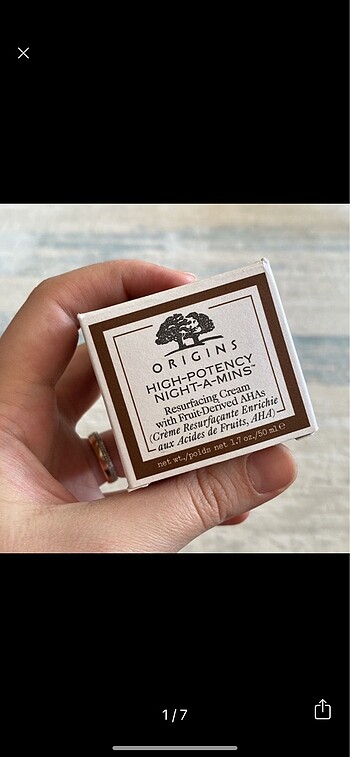 ORIGINS
HIGH-POTENCY
NIGHT-A-MINS™
Resurfacing Cream
with Fruit-Derived AHAs
(Crème Resurfaçante Enrichie
aux Acides de Fruits, AHA)
net wt./poids net 1.7 oz./50 ml e
1/7